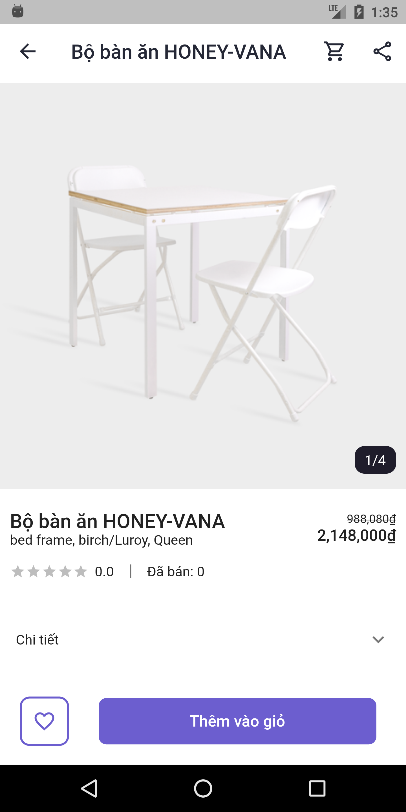 LTE 1:35
Bộ bàn ăn HONEY-VANA
1/4
Bộ bàn ăn HONEY-VANA
988,080₫
bed frame, birch/Luroy, Queen
2,148,000₫
0.0 | Đã bán: 0
Chi tiết
Thêm vào giỏ